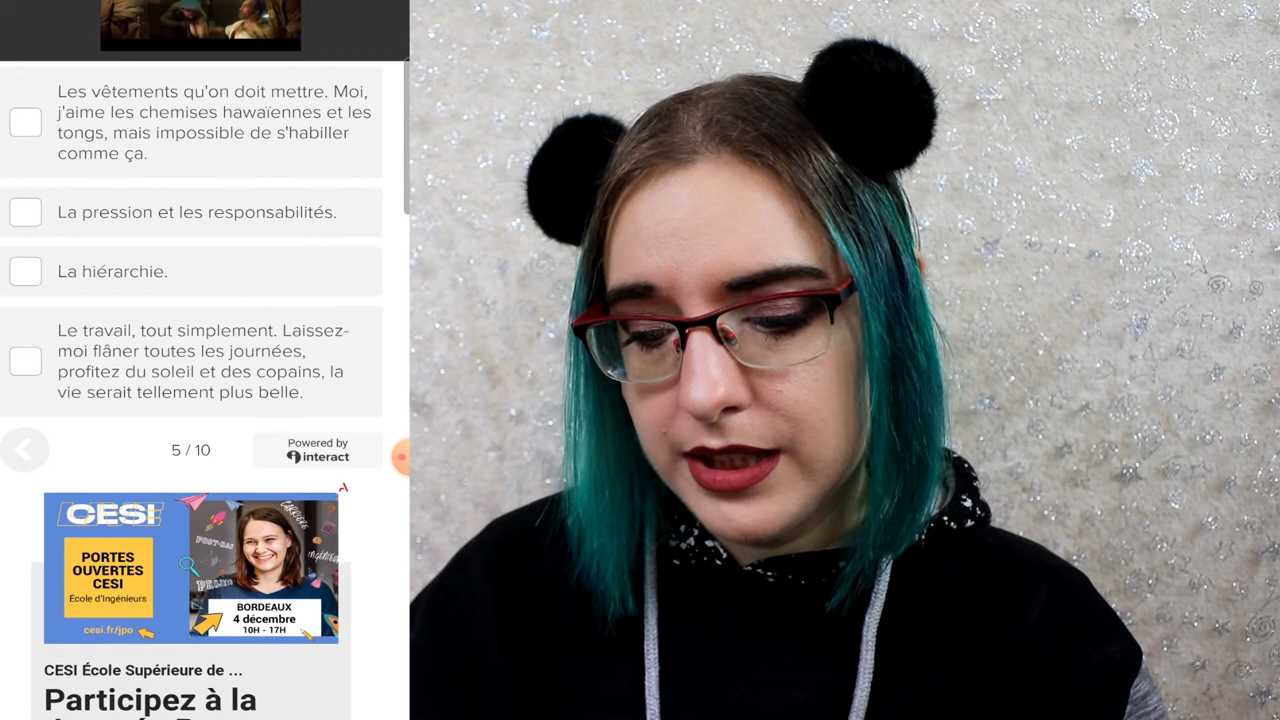 Les vêtements qu'on doit mettre. Moi,
j'aime les chemises hawaïennes et les
tongs, mais impossible de s'habiller
comme ça.
La pression et les responsabilités.
La hiérarchie.
Le travail, tout simplement. Laissez-
moi flâner toutes les journées,
profitez du soleil et des copains, la
vie serait tellement plus belle.
5 / 10
Powered by
interact
CESI
PORTES
OUVERTES
CESI
École d'Ingénieurs
cesi.fr/jpo
POST-BAC
CARRIÈRE
BORDEAUX
4 décembre
10H - 17H
CESI École Supérieure de ...
Participez à la